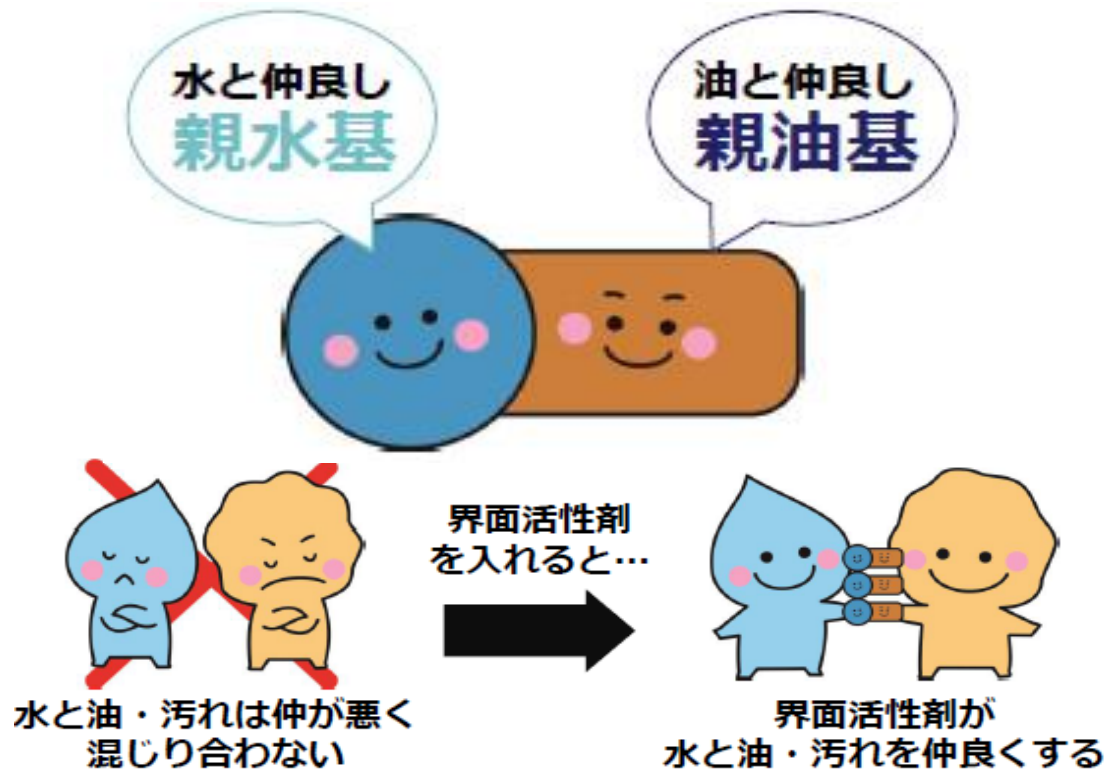 水と仲良し
親水基
油と仲良し
親油基
界面活性剤
を入れると…
水と油・汚れは仲が悪く
混じり合わない
界面活性剤が
水と油・汚れを仲良くする